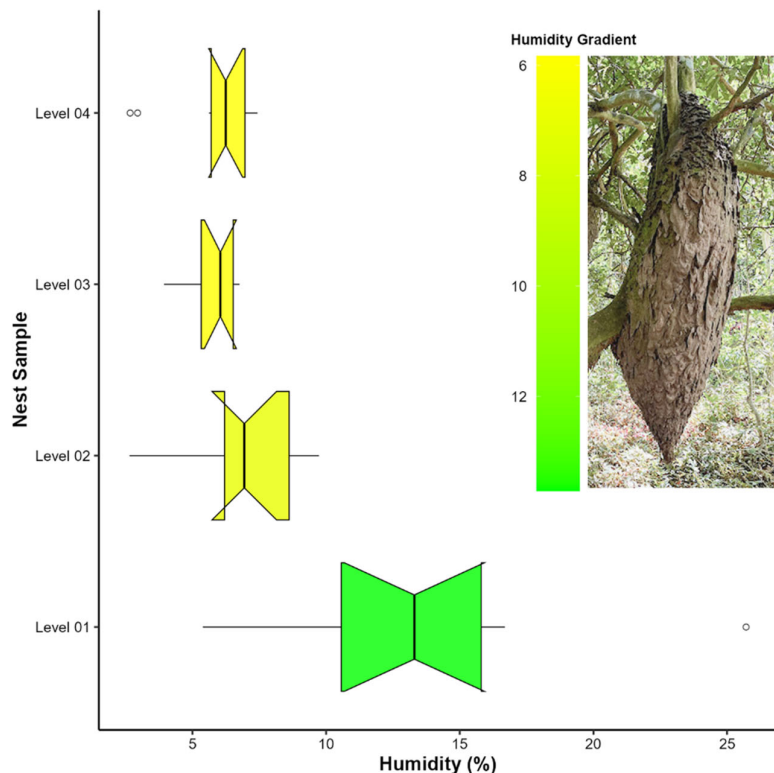 Humidity Gradient
6
8
10
12
Nest Sample
Level 04
Level 03
Level 02
Level 01
5
10
15
20
25
Humidity (%)